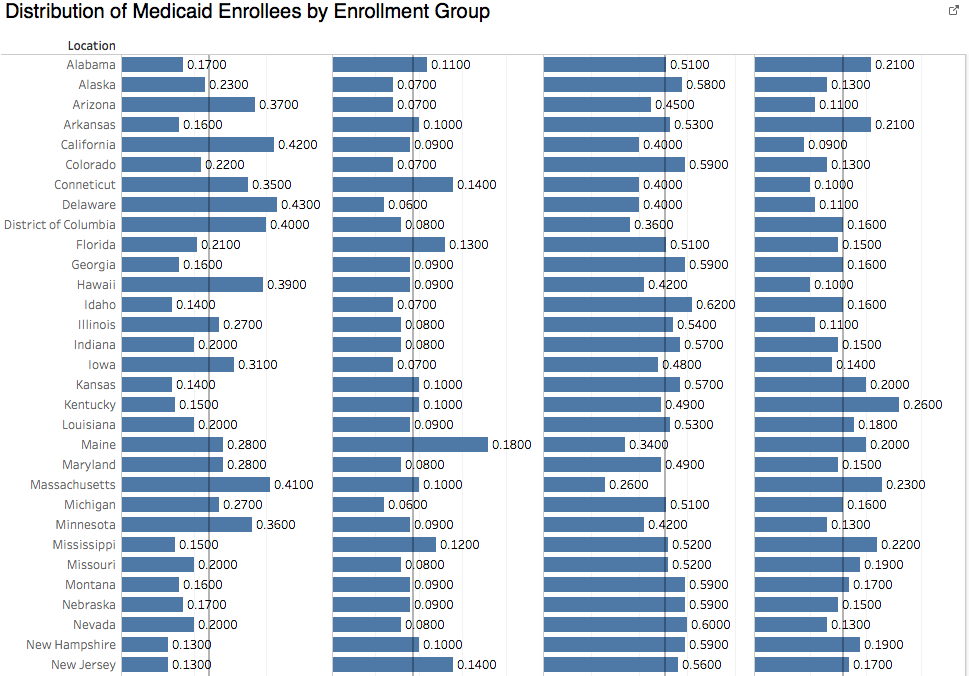 Distribution of Medicaid Enrollees by Enrollment Group
Location
Alabama 0.1700 0.1100 0.5100 0.2100
Alaska 0.2300 0.0700 0.5800 0.1300
Arizona 0.3700 0.0700 0.4500 0.1100
Arkansas 0.1600 0.1000 0.5300 0.2100
California 0.4200 0.0900 0.4000 0.0900
Colorado 0.2200 0.0700 0.5900 0.1300
Conneticut 0.3500 0.1400 0.4000 0.1000
Delaware 0.4300 0.0600 0.4000 0.1100
District of Columbia 0.4000 0.0800 0.3600 0.1600
Florida 0.2100 0.1300 0.5100 0.1500
Georgia 0.1600 0.0900 0.5900 0.1600
Hawaii 0.3900 0.0900 0.4200 0.1000
Idaho 0.1400 0.0700 0.6200 0.1600
Illinois 0.2700 0.0800 0.5400 0.1100
Indiana 0.2000 0.0800 0.5700 0.1500
Iowa 0.3100 0.0700 0.4800 0.1400
Kansas 0.1400 0.1000 0.5700 0.2000
Kentucky 0.1500 0.1000 0.4900 0.2600
Louisiana 0.2000 0.0900 0.5300 0.1800
Maine 0.2800 0.1800 0.3400 0.2000
Maryland 0.2800 0.0800 0.4900 0.1500
Massachusetts 0.4100 0.1000 0.2600 0.2300
Michigan 0.2700 0.0600 0.5100 0.1600
Minnesota 0.3600 0.0900 0.4200 0.1300
Mississippi 0.1500 0.1200 0.5200 0.2200
Missouri 0.2000 0.0800 0.5200 0.1900
Montana 0.1600 0.0900 0.5900 0.1700
Nebraska 0.1700 0.0900 0.5900 0.1500
Nevada 0.2000 0.0800 0.6000 0.1300
New Hampshire 0.1300 0.1000 0.5900 0.1900
New Jersey 0.1300 0.1400 0.5600 0.1700